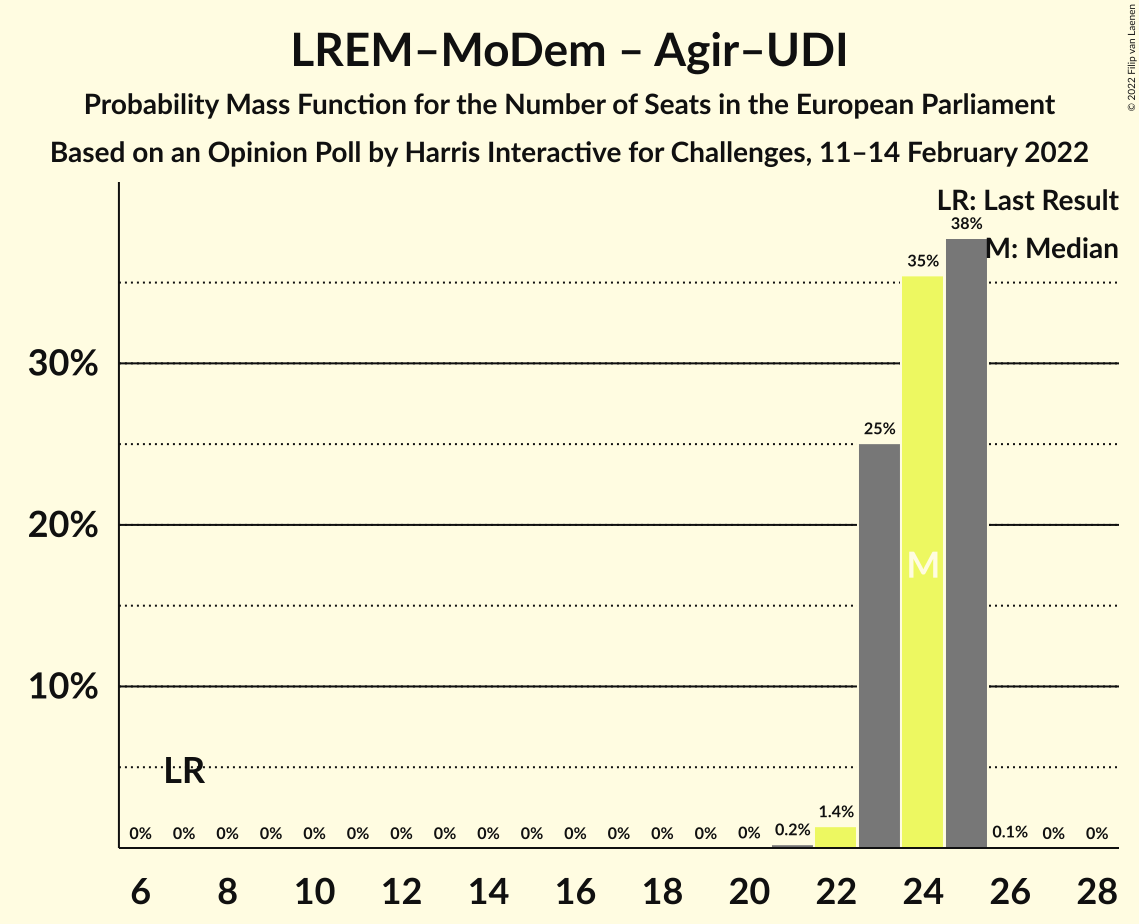 LREM–MoDem – Agir–UDI
Probability Mass Function for the Number of Seats in the European Parliament
Based on an Opinion Poll by Harris Interactive for Challenges, 11–14 February 2022
© 2022 Filip van Laenen
LR: Last Result
M: Median
38%
35%
30%
25%
20%
M
10%
LR
0% 0% 0% 0% 0% 0% 0% 0% 0% 0% 0% 0% 0% 0% 0% 0.2% 1.4% 0.1% 0% 0%
6 8 10 12 14 16 18 20 22 24 26 28